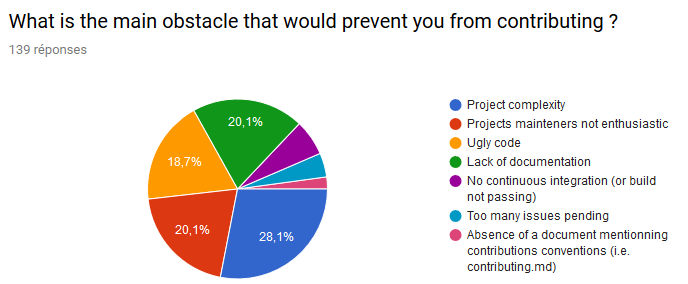 What is the main obstacle that would prevent you from contributing ?
139 réponses
20,1%
18,7%
20,1%
28,1%
Project complexity
Projects mainteners not enthusiastic
Ugly code
Lack of documentation
No continuous integration (or build
not passing)
Too many issues pending
Absence of a document mentionning
contributions conventions (i.e.
contributing.md)